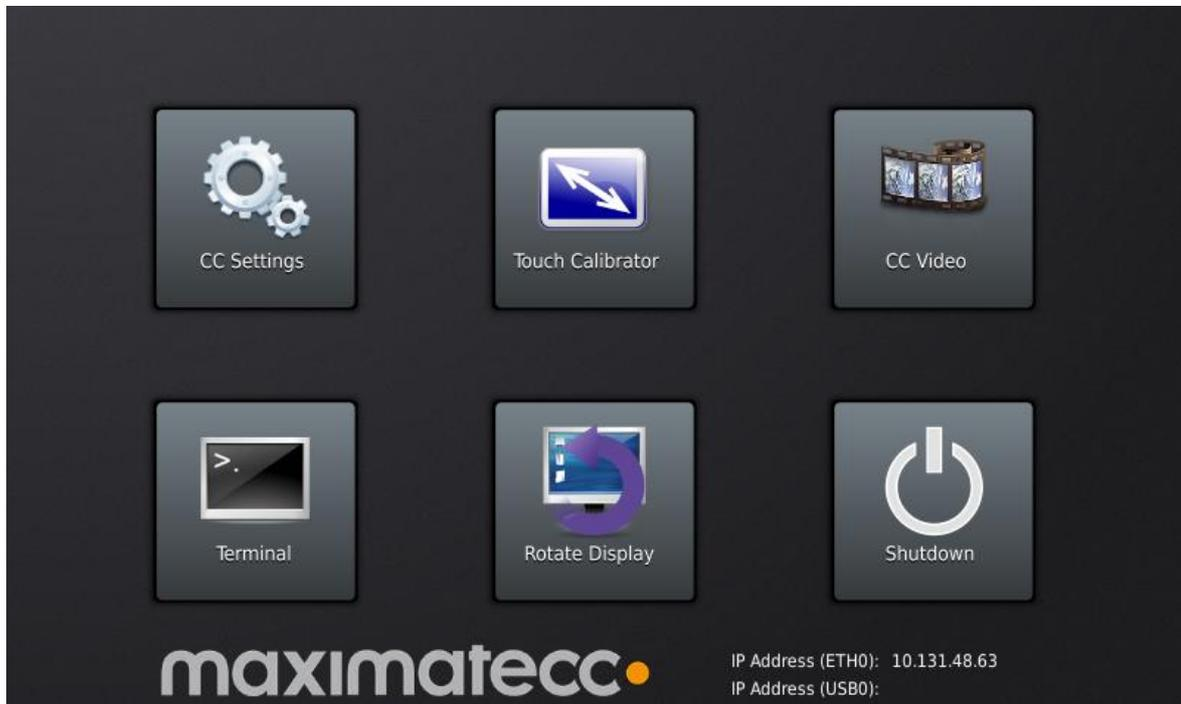 CC Settings
Touch Calibrator
CC Video
>.
Terminal
Rotate Display
Shutdown
maximatecc
IP Address (ETH0): 10.131.48.63
IP Address (USB0):